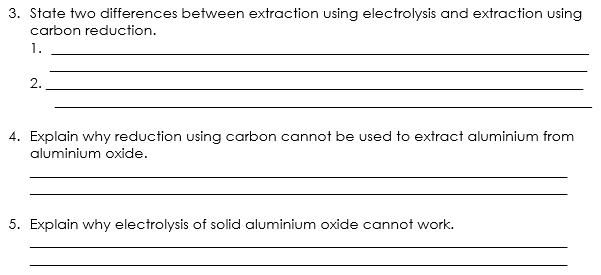 3. State two differences between extraction using electrolysis and extraction using
carbon reduction.
1.
2.
4. Explain why reduction using carbon cannot be used to extract aluminium from
aluminium oxide.
5. Explain why electrolysis of solid aluminium oxide cannot work.